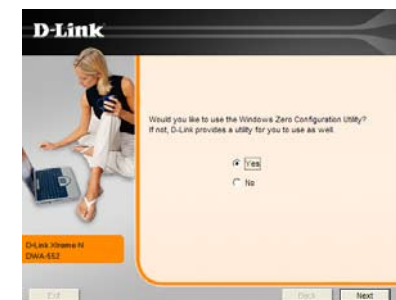 D-Link
Would you like to use the Windows Zero Configuration Utility?
If not, D-Link provides a utility for you to use as well.
Yes
No
D-Link Xtreme N
DWA-552
Exit
Back
Next